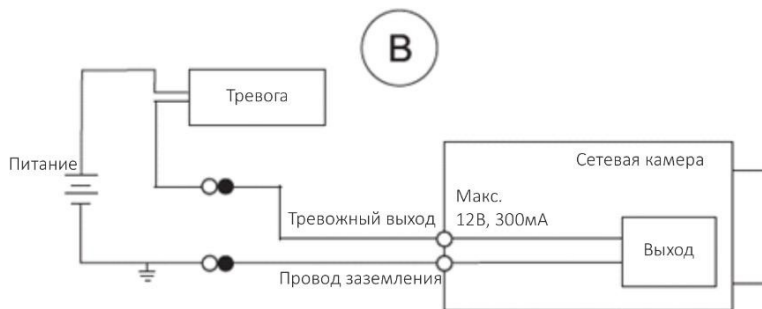 B
Тревога
Питание
Сетевая камера
Макс.
12В, 300мА
Тревожный выход
Выход
Провод заземления